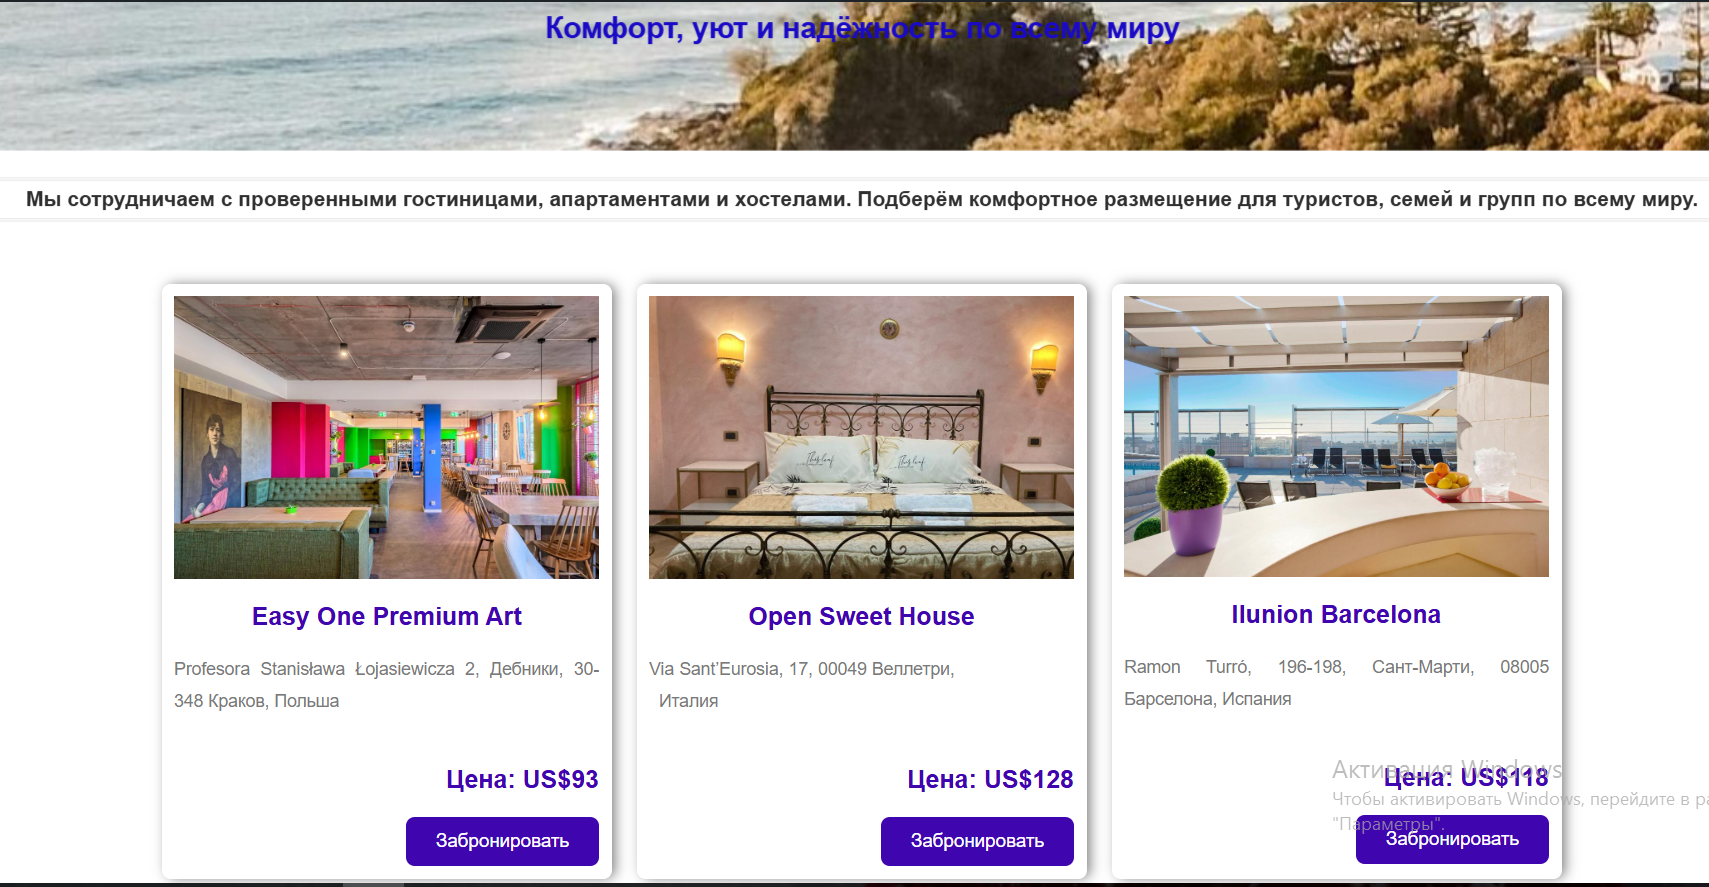 Комфорт, уют и надёжность по всему миру
Мы сотрудничаем с проверенными гостиницами, апартаментами и хостелами. Подберём комфортное размещение для туристов, семей и групп по всему миру.
Easy One Premium Art
Profesora Stanisława Łojasiewicza 2, Дебники, 30-
348 Краков, Польша
Цена: US$93
Забронировать
Open Sweet House
Via Sant’Eurosia, 17, 00049 Веллетри,
Италия
Цена: US$128
Забронировать
Ilunion Barcelona
Ramon Turró, 196-198, Сант-Марти, 08005
Барселона, Испания
Цена: US$118
Забронировать
Активация Windows
Чтобы активировать Windows, перейдите в
"Параметры".